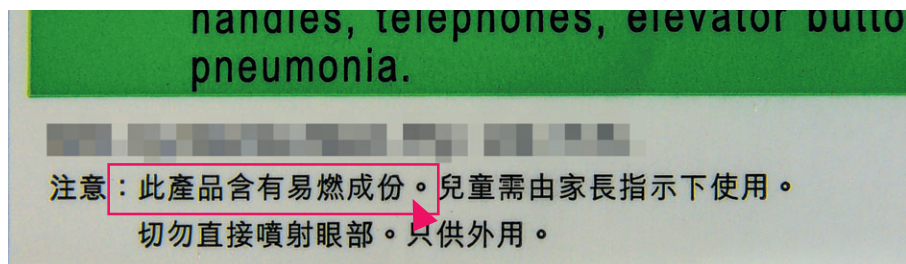 handles, telephones, elevator butto
pneumonia.
注意：此產品含有易燃成份。兒童需由家長指示下使用。
切勿直接噴射眼部。只供外用。